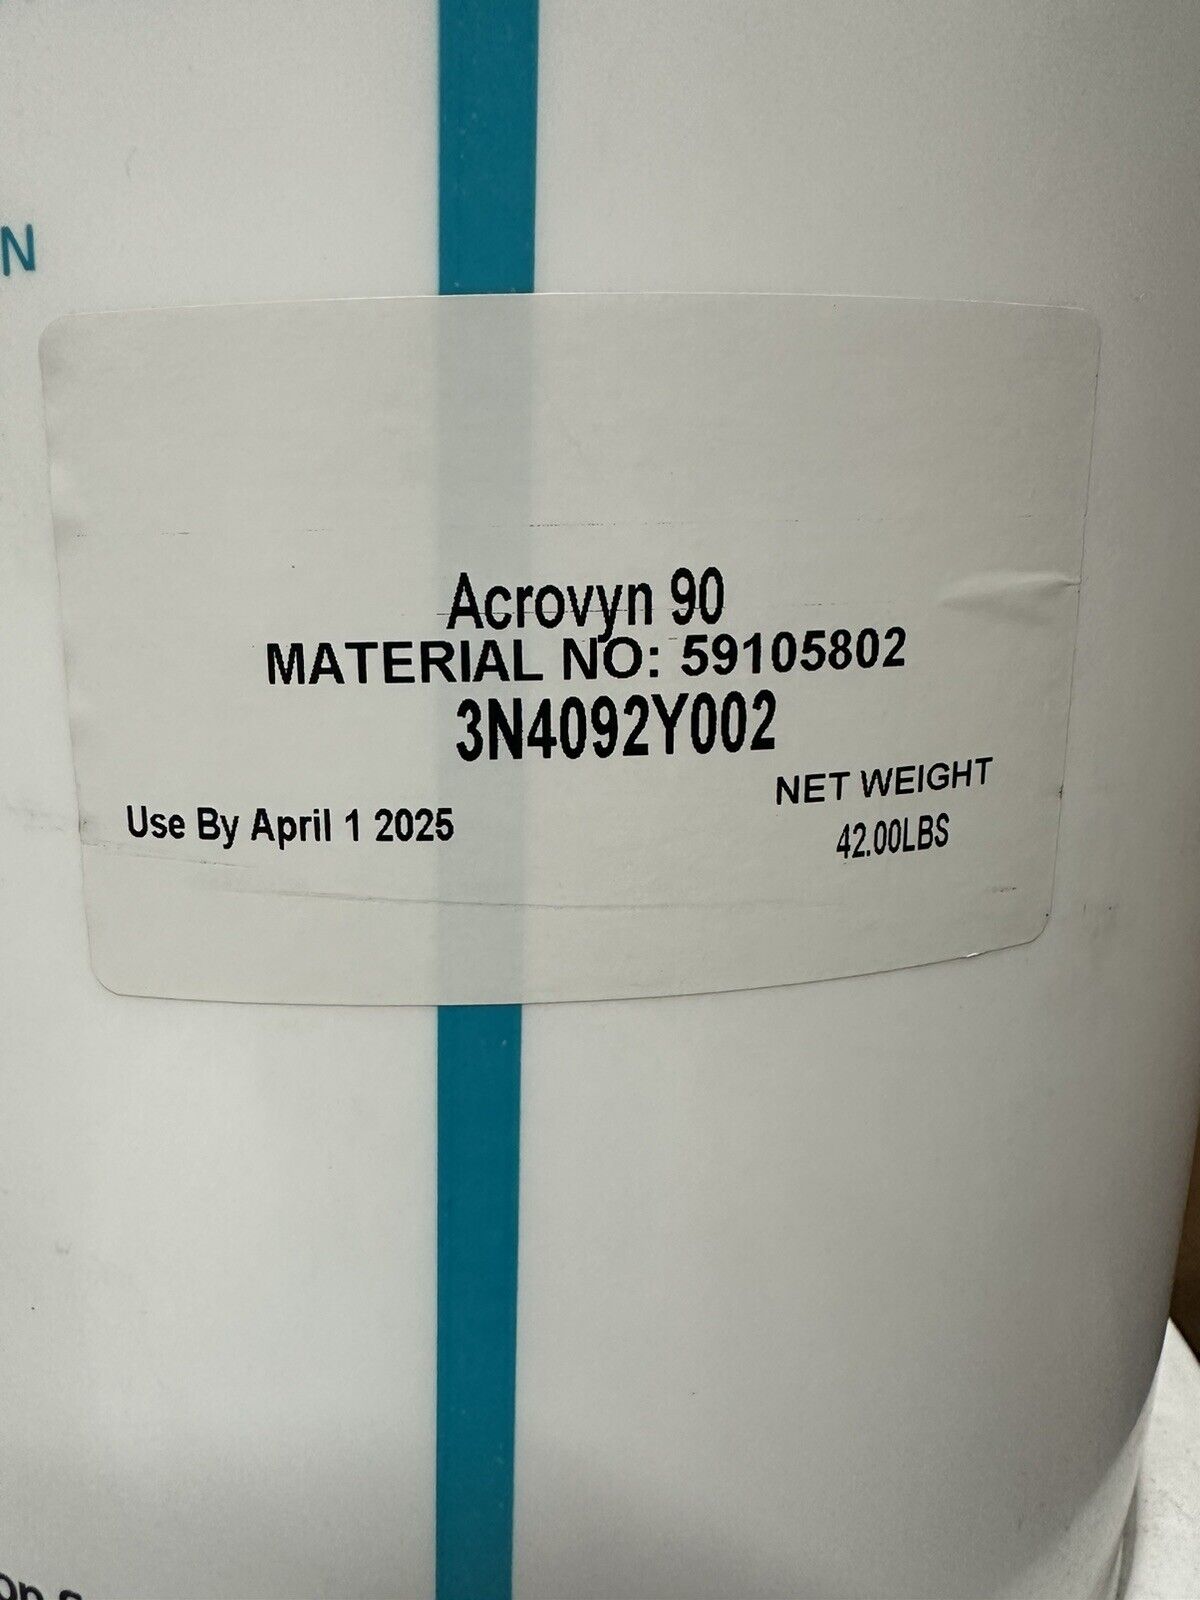 N
Acrovyn 90
MATERIAL NO: 59105802
3N4092Y002
NET WEIGHT
Use By April 1 2025
42.00LBS